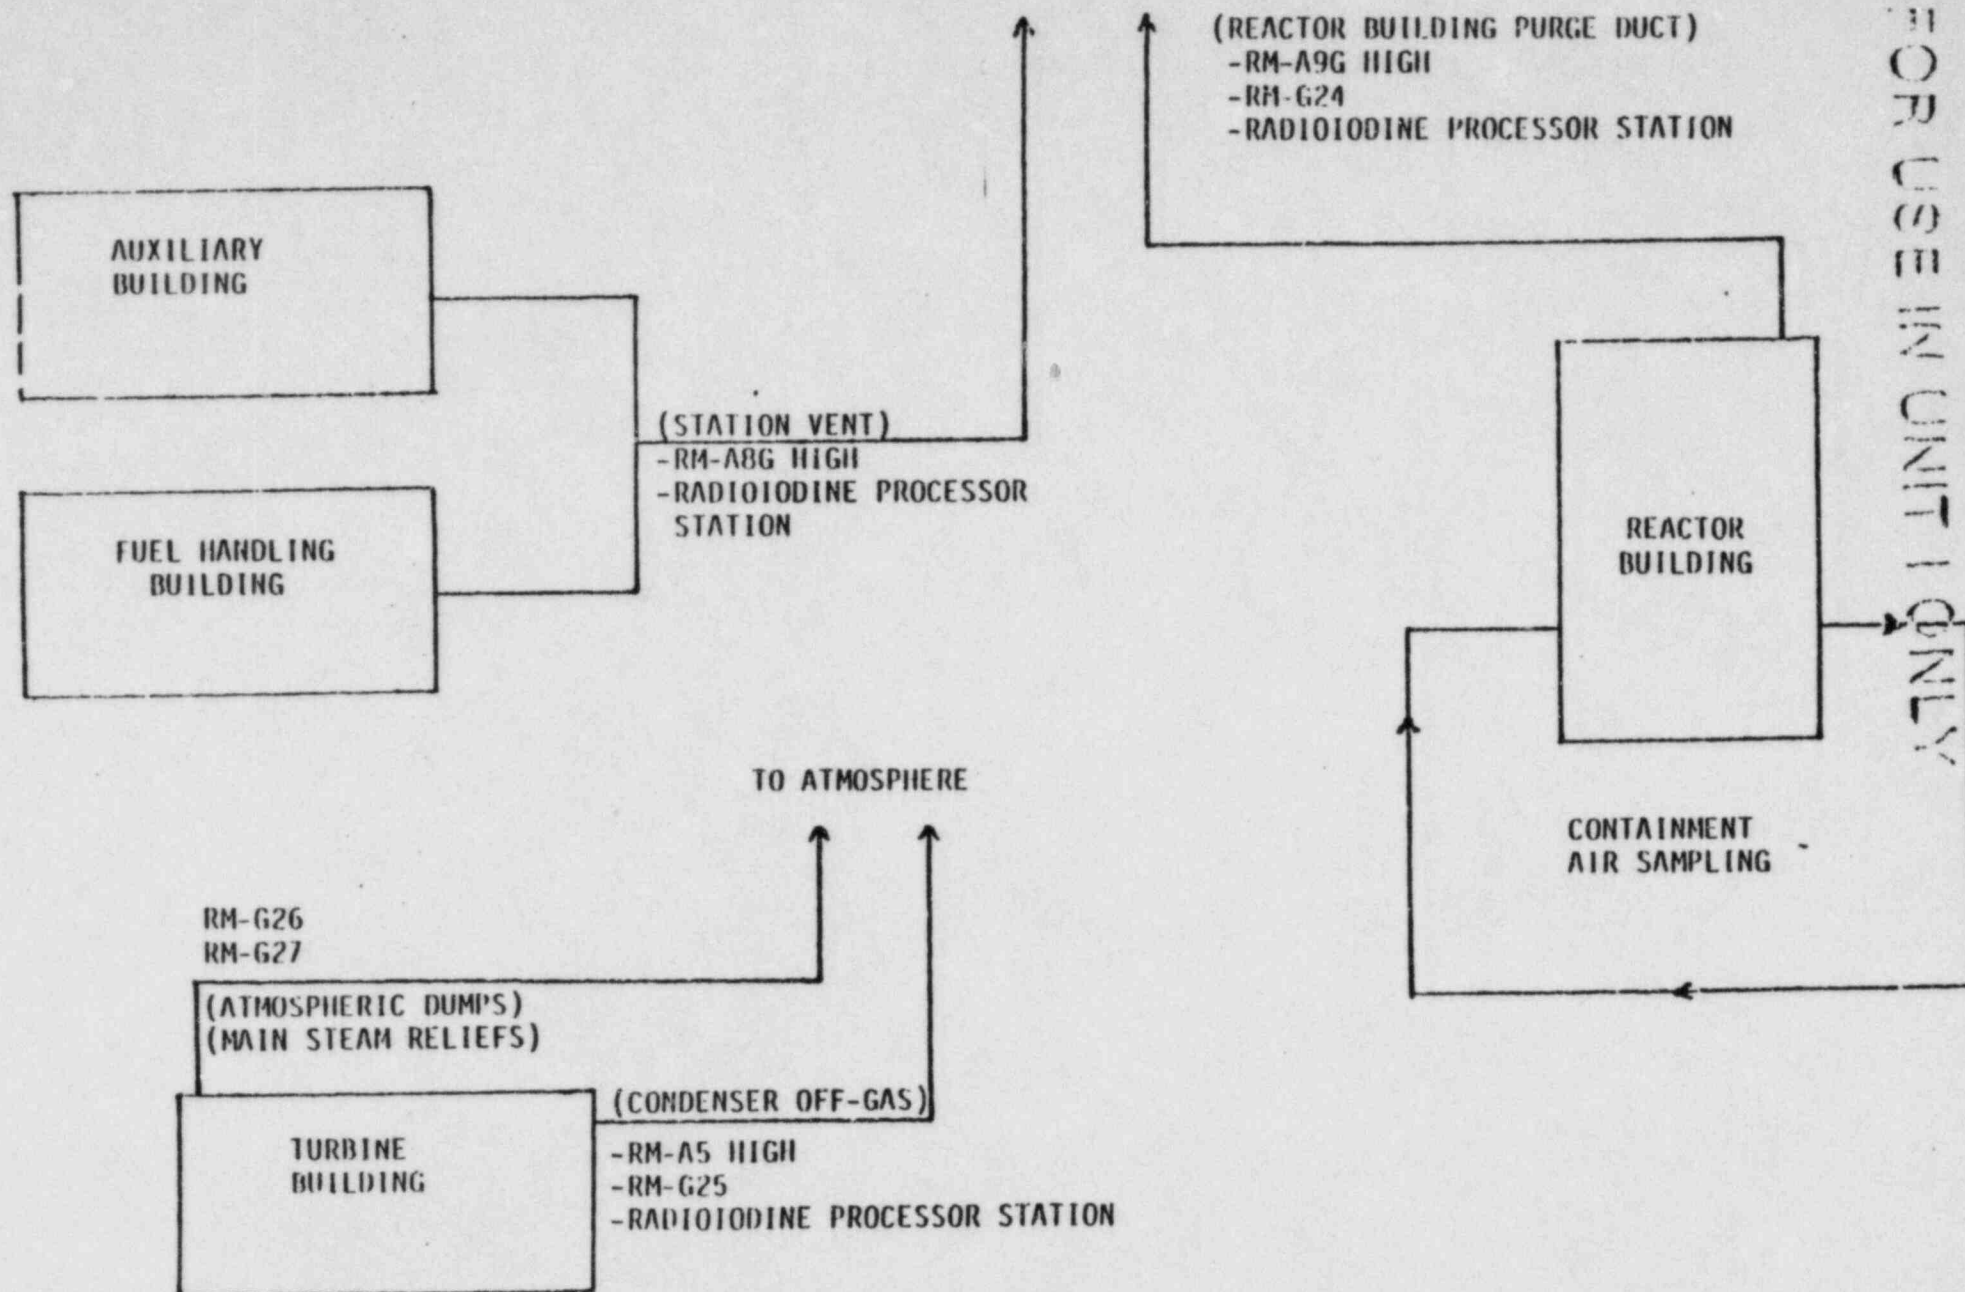 (REACTOR BUILDING PURGE DUCT)
-RM-A9G HIGH
-RM-G24
-RADIOIODINE PROCESSOR STATION
AUXILIARY
BUILDING
(STATION VENT)
-RM-A8G HIGH
-RADIOIODINE PROCESSOR
STATION
FUEL HANDLING
BUILDING
REACTOR
BUILDING
TO ATMOSPHERE
CONTAINMENT
AIR SAMPLING
RM-G26
RM-G27
(ATMOSPHERIC DUMPS)
(MAIN STEAM RELIEFS)
(CONDENSER OFF-GAS)
TURBINE
BUILDING
-RM-A5 HIGH
-RM-G25
-RADIOIODINE PROCESSOR STATION
FOR USE IN UNIT I ONLY